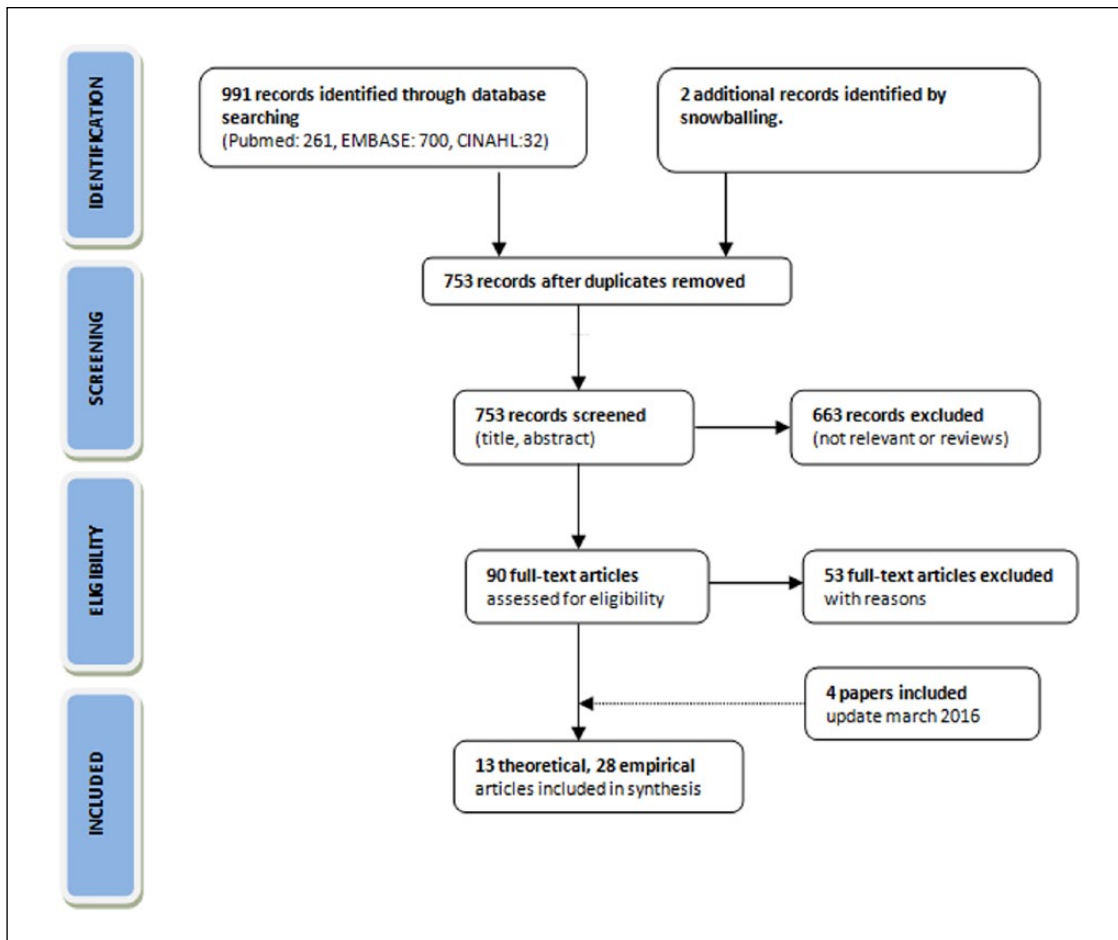 IDENTIFICATION
991 records identified through database
searching
(Pubmed: 261, EMBASE: 700, CINAHL:32)
2 additional records identified by
snowballing.
753 records after duplicates removed
SCREENING
753 records screened
(title, abstract)
663 records excluded
(not relevant or reviews)
ELIGIBILITY
90 full-text articles
assessed for eligibility
53 full-text articles excluded
with reasons
4 papers included
update march 2016
INCLUDED
13 theoretical, 28 empirical
articles included in synthesis